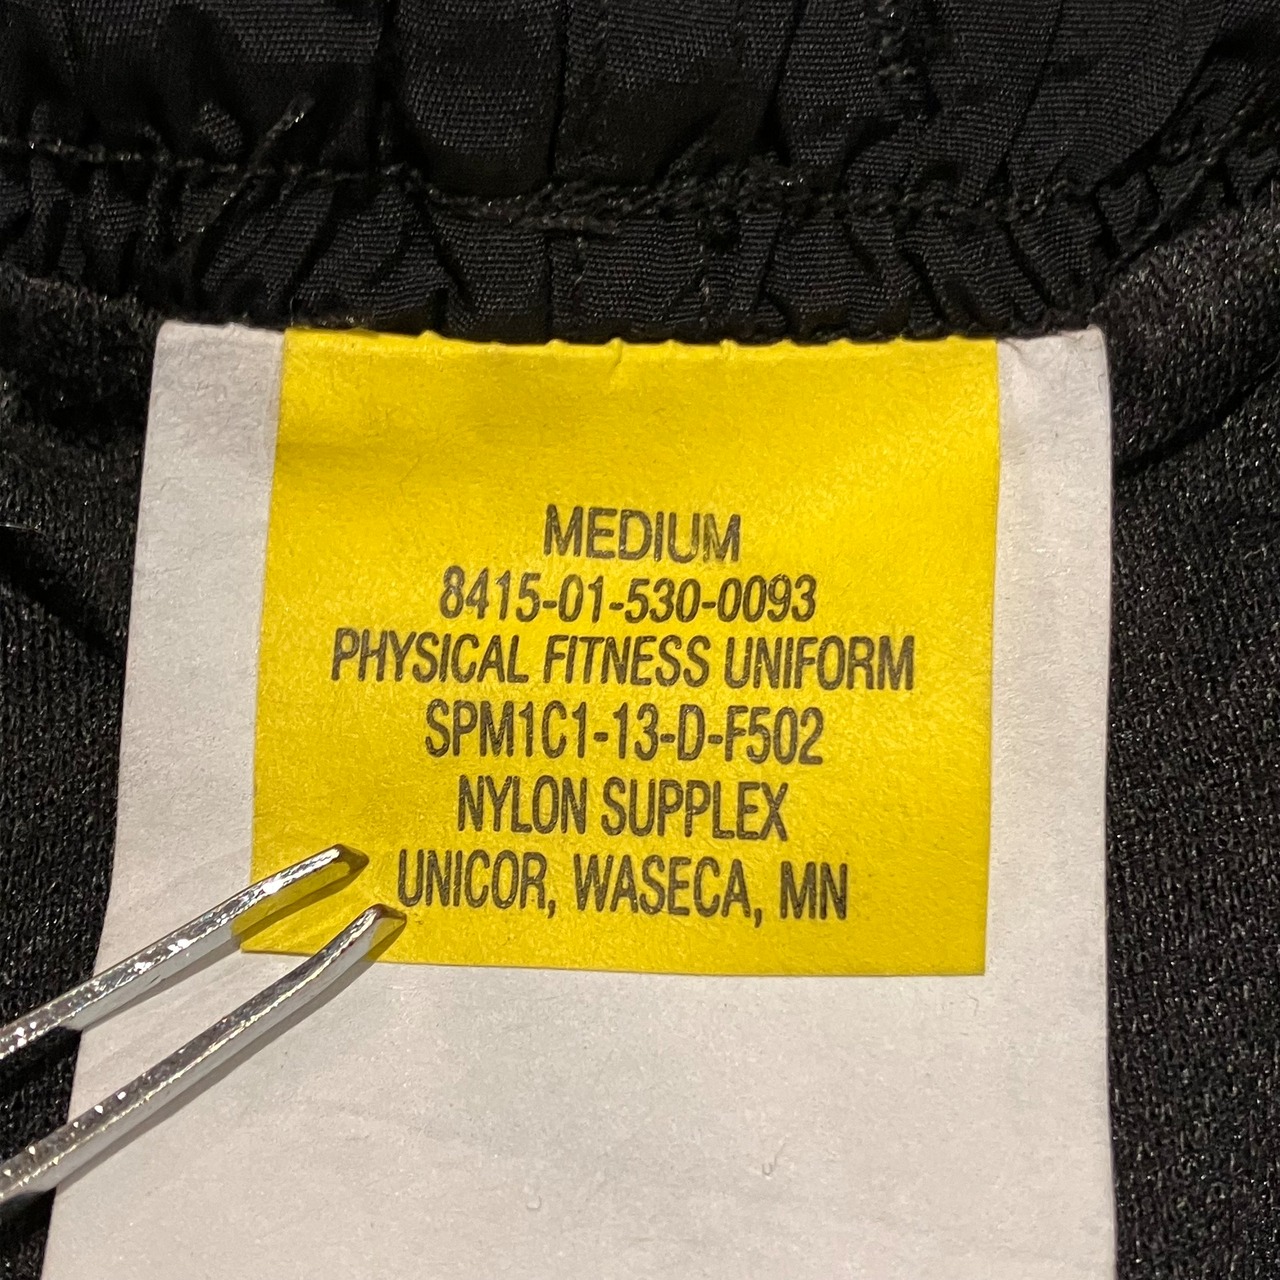 MEDIUM
8415-01-530-0093
PHYSICAL FITNESS UNIFORM
SPM1C1-13-D-F502
NYLON SUPPLEX
UNICOR, WASECA, MN